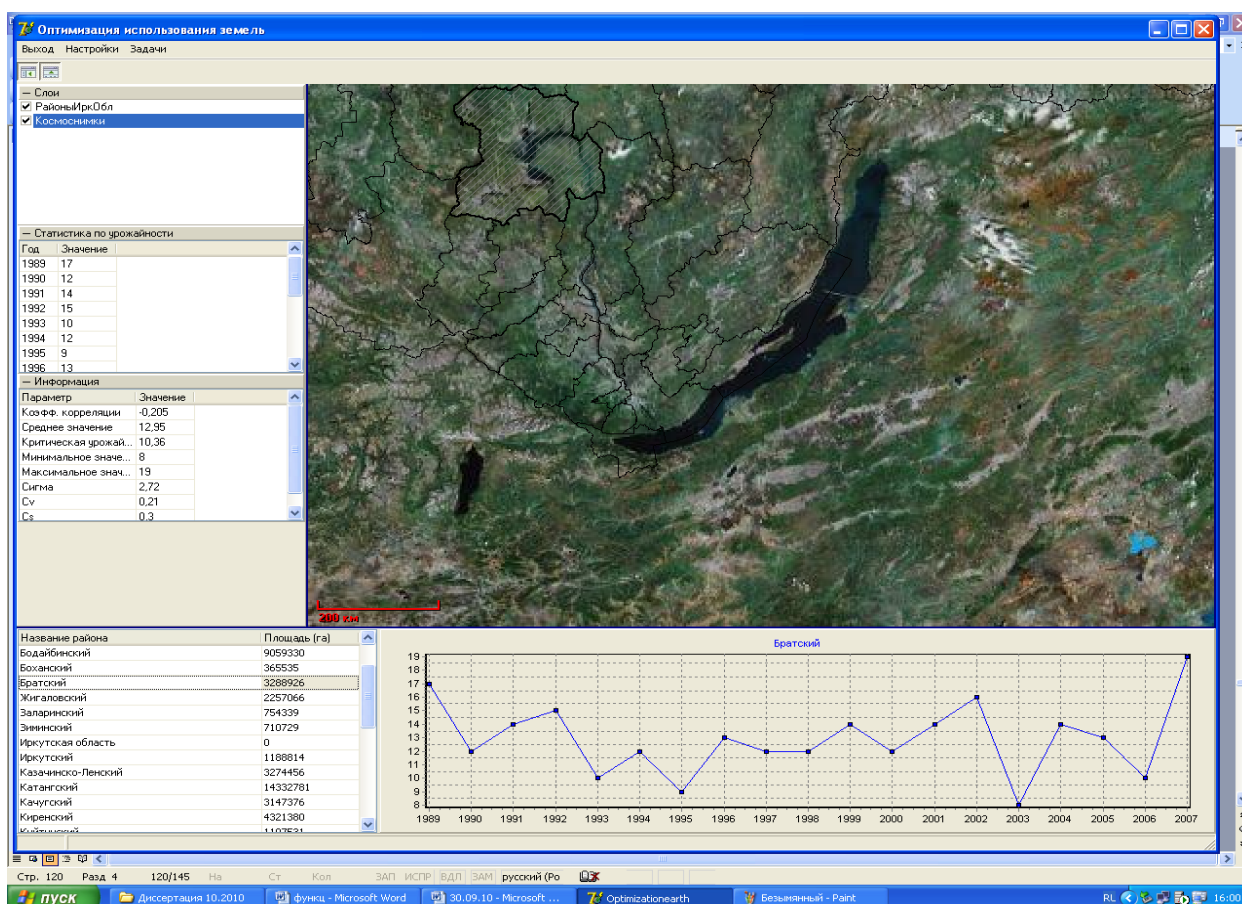 Оптимизация использования земель
Выход Настройки Задачи
Слои
РайоныИркОбл
Космоснимки
Статистика по урожайности
Год Значение
1989 17
1990 12
1991 14
1992 15
1993 10
1994 12
1995 9
1996 13
Информация
Параметр Значение
Коэфф. корреляции -0,205
Среднее значение 12,95
Критическая урожай... 10,36
Минимальное значе... 8
Максимальное знач... 19
Сигма 2,72
Cv 0,21
Cs 0,3
200 км
Название района Площадь (га)
Бодайбинский 9059330
Боханский 365535
Братский 3288926
Жигаловский 2257066
Заларинский 754339
Зиминский 710729
Иркутская область 0
Иркутский 1188814
Казачинско-Ленский 3274456
Катангский 14332781
Качугский 3147376
Киренский 4321380
Куйтунский 1107531
Братский
19
18
17
16
15
14
13
12
11
10
9
8
1989 1990 1991 1992 1993 1994 1995 1996 1997 1998 1999 2000 2001 2002 2003 2004 2005 2006 2007
Стр. 120 Разд 4 120/145 На Ст Кол ЗАП ИСПР ВДЛ ЗАМ русский (Ро
пуск Диссертация 10.2010 функц - Microsoft Word 30.09.10 - Microsoft ... Optimizationearth Безымянный - Paint RL 16:00